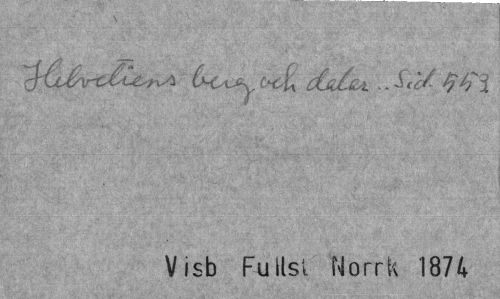 Helvetiens berg och dalar .. Sid. 553.
Visb Fullst Norrk 1874